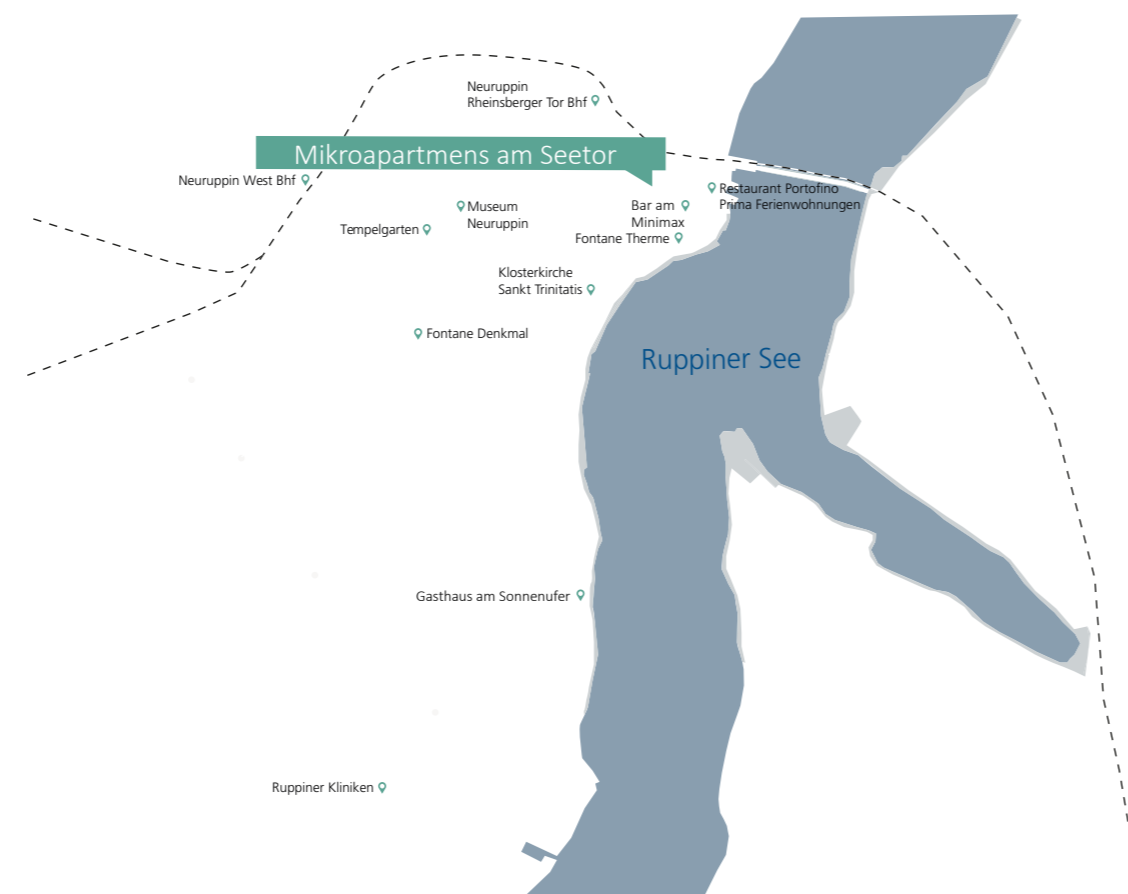 Neuruppin
Rheinsberger Tor Bhf
Mikroapartmens am Seetor
Neuruppin West Bhf
Restaurant Portofino
Prima Ferienwohnungen
Museum
Neuruppin
Bar am
Minimax
Tempelgarten
Fontane Therme
Klosterkirche
Sankt Trinitatis
Fontane Denkmal
Ruppiner See
Gasthaus am Sonnenufer
Ruppiner Kliniken